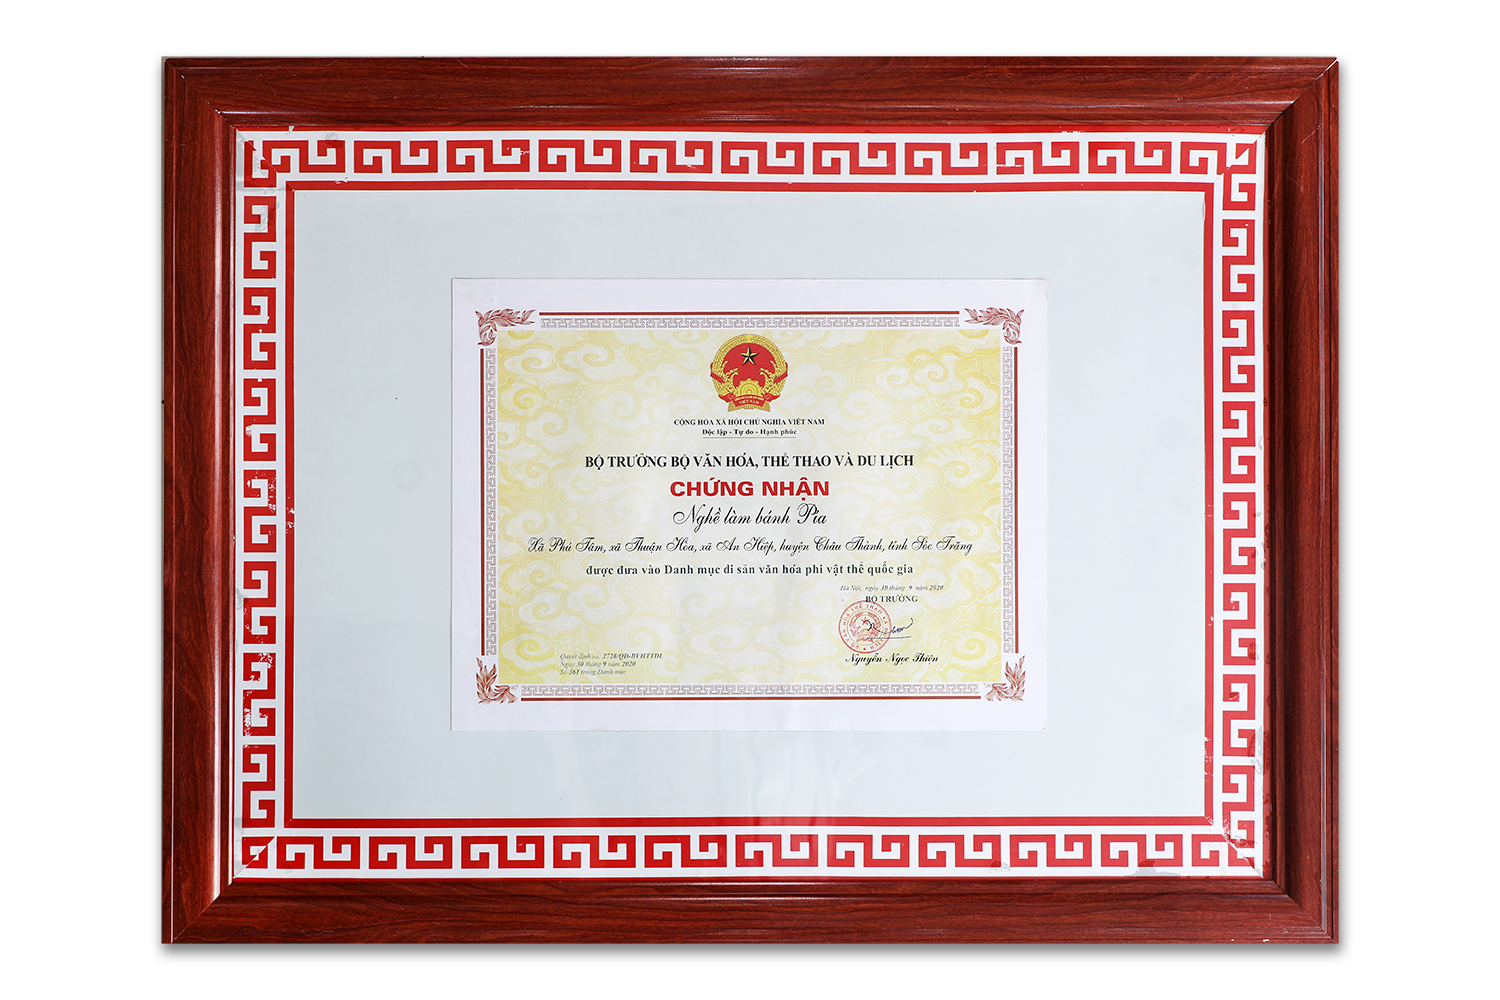 VIỆT NAM
CỘNG HÒA XÃ HỘI CHỦ NGHĨA VIỆT NAM
Độc lập - Tự do - Hạnh phúc
BỘ TRƯỞNG BỘ VĂN HÓA, THỂ THAO VÀ DU LỊCH
CHỨNG NHẬN
Nghề làm bánh Pía
Xã Phú Tâm, xã Thuận Hòa, xã An Hiệp, huyện Châu Thành, tỉnh Sóc Trăng
được đưa vào Danh mục di sản văn hóa phi vật thể quốc gia
Hà Nội, ngày 30 tháng 9 năm 2020
BỘ TRƯỞNG
Nguyễn Ngọc Thiện
Quyết định số: 2728/QĐ-BVHTTDL
Ngày 30 tháng 9 năm 2020
Số 361 trong Danh mục